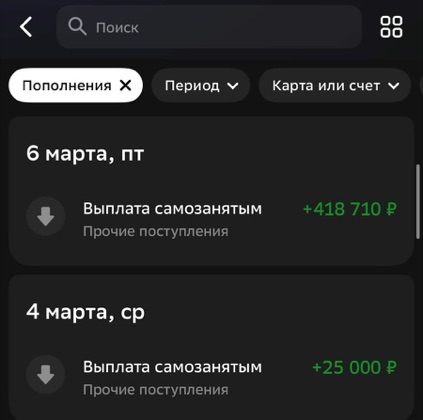 Поиск
Пополнения
Период
Карта или счет
6 марта, пт
Выплата самозанятым +418 710 ₽
Прочие поступления
4 марта, ср
Выплата самозанятым +25 000 ₽
Прочие поступления